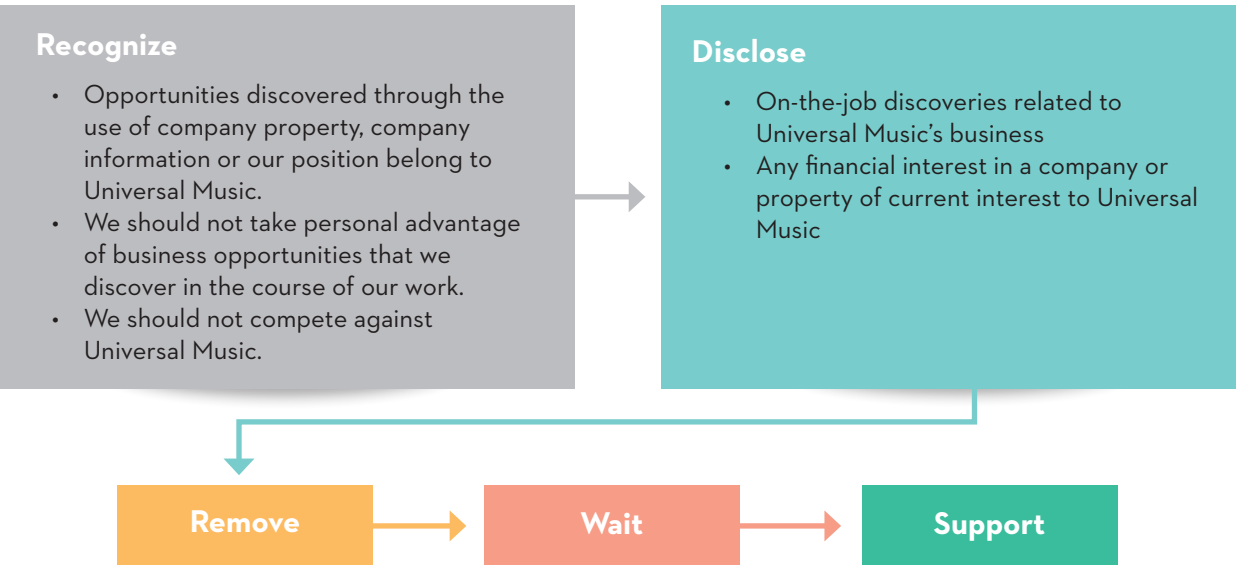 Recognize
• Opportunities discovered through the
use of company property, company
information or our position belong to
Universal Music.
• We should not take personal advantage
of business opportunities that we
discover in the course of our work.
• We should not compete against
Universal Music.
Disclose
• On-the-job discoveries related to
Universal Music's business
• Any financial interest in a company or
property of current interest to Universal
Music
Remove
Wait
Support